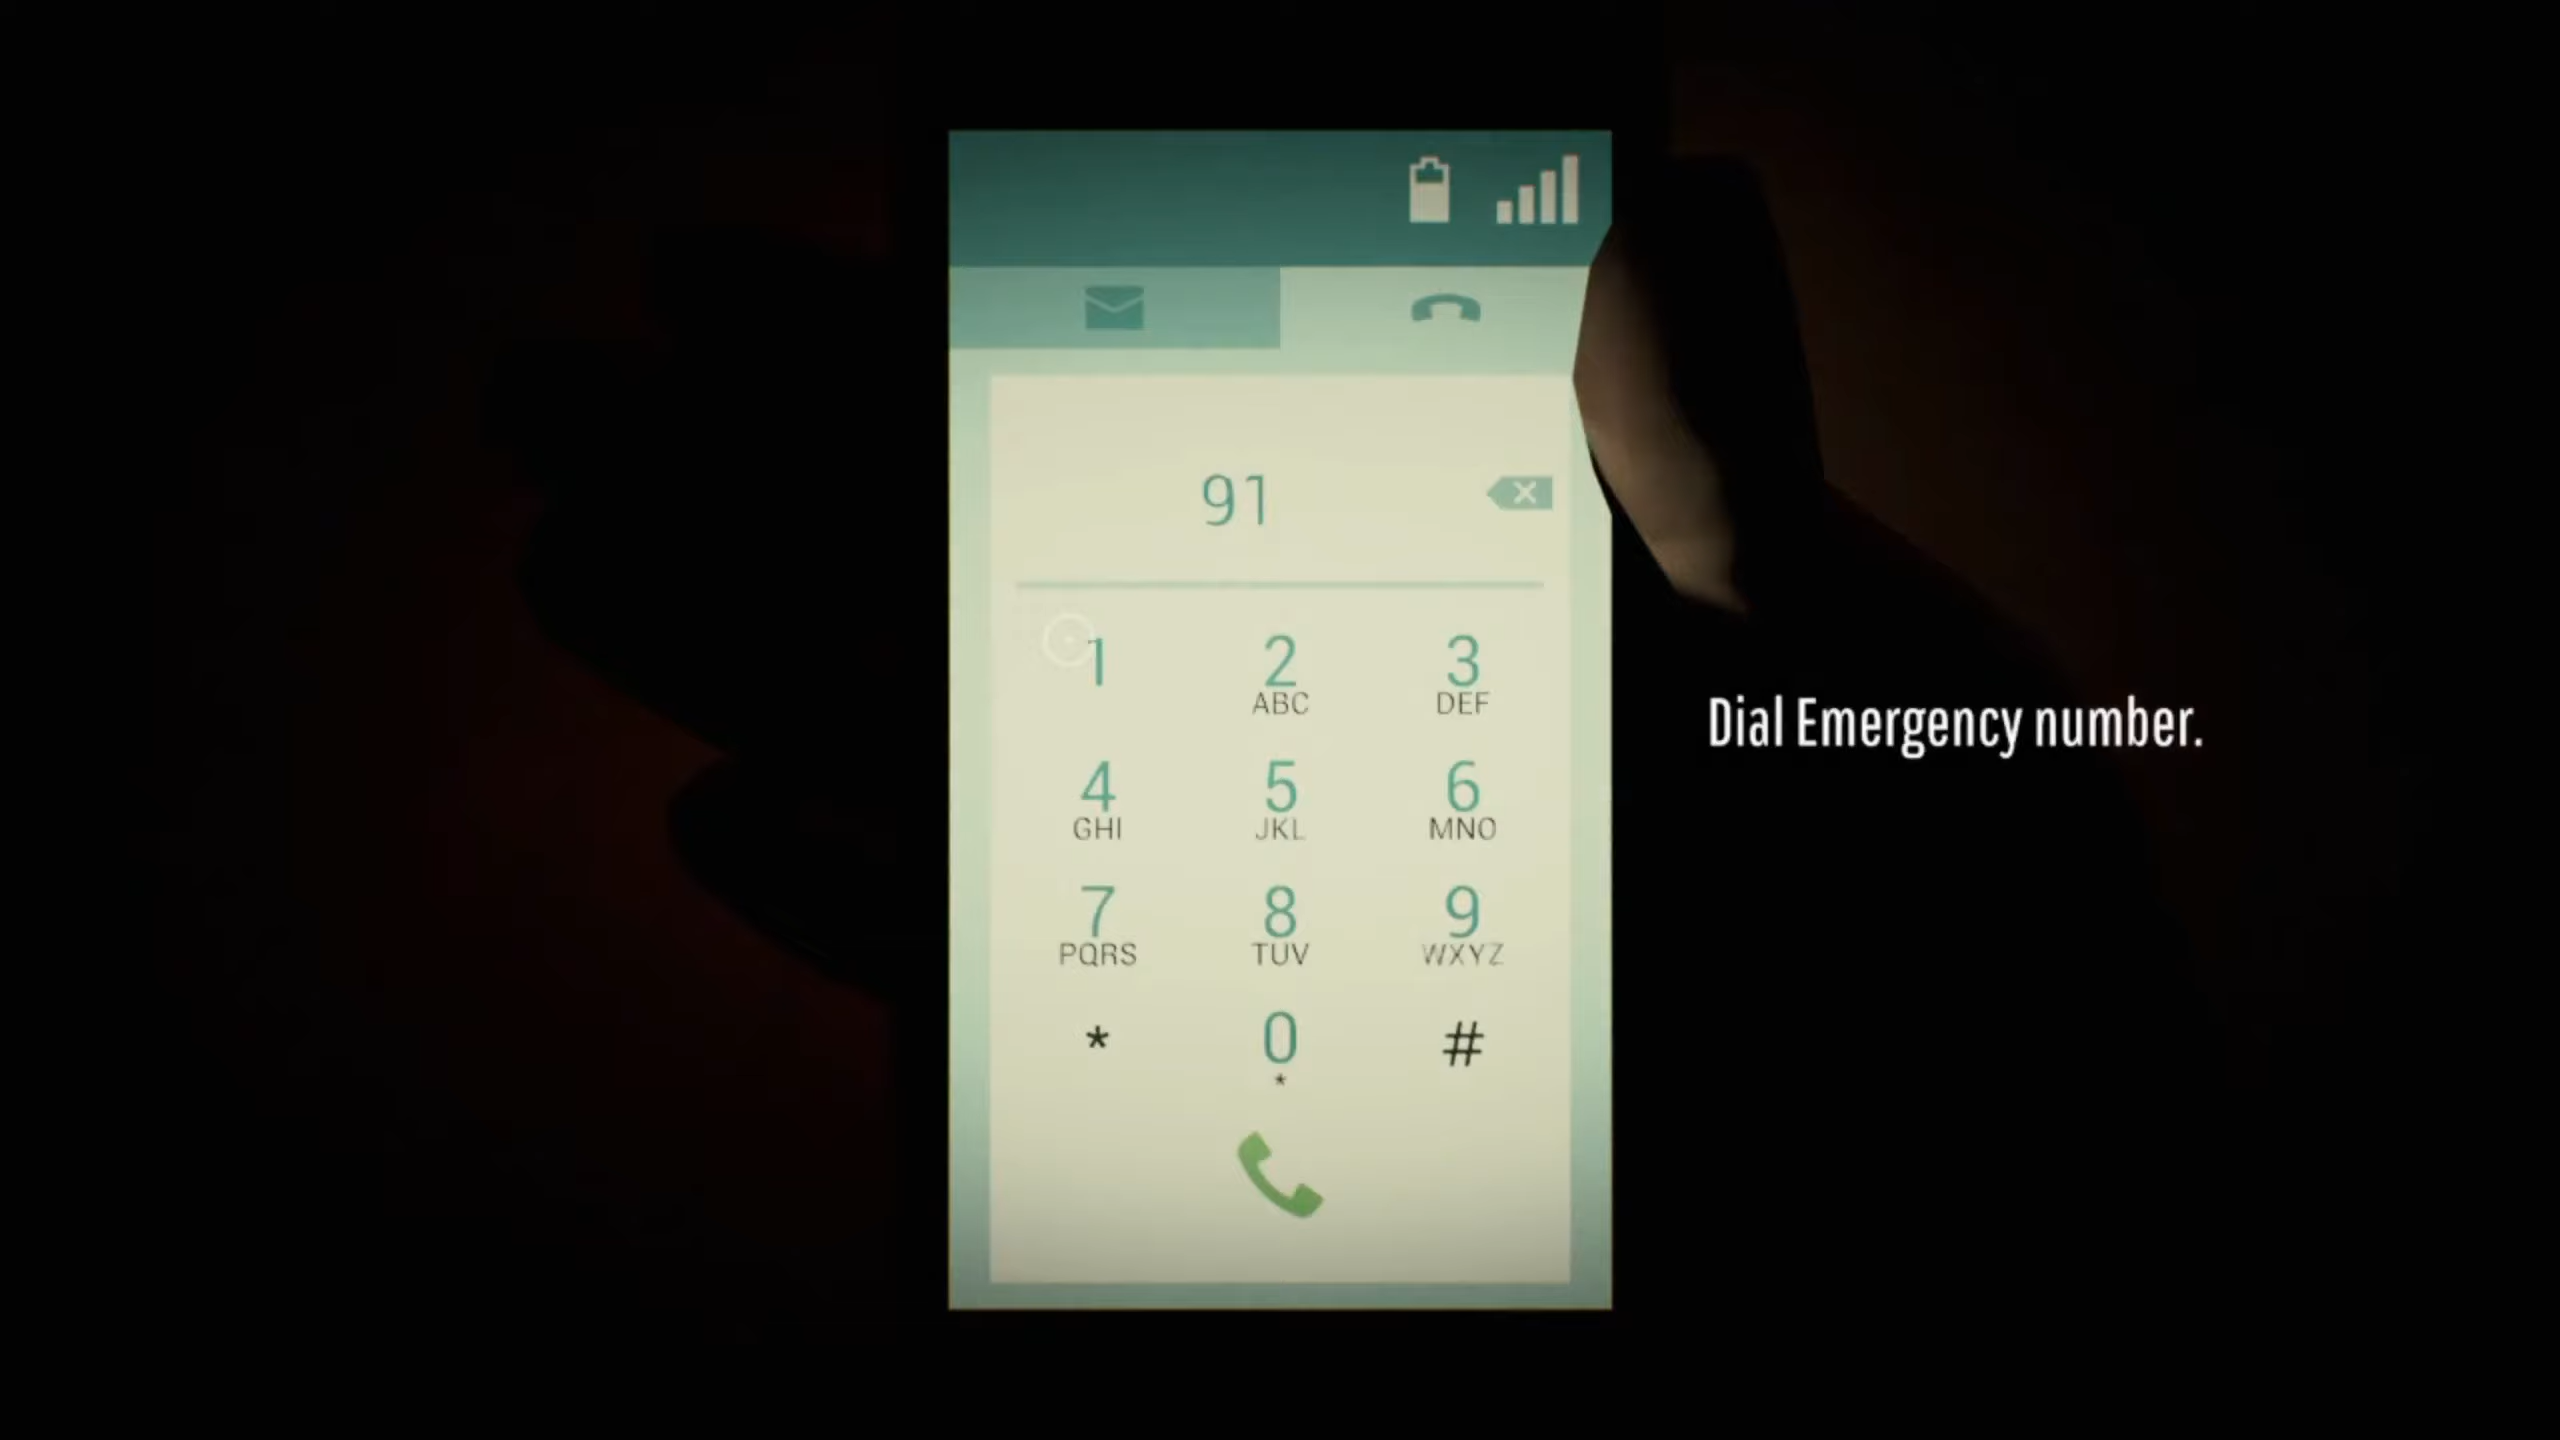 91
1 2 3
ABC DEF
4 5 6
GHI JKL MNO
7 8 9
PQRS TUV WXYZ
* 0 #
*
Dial Emergency number.